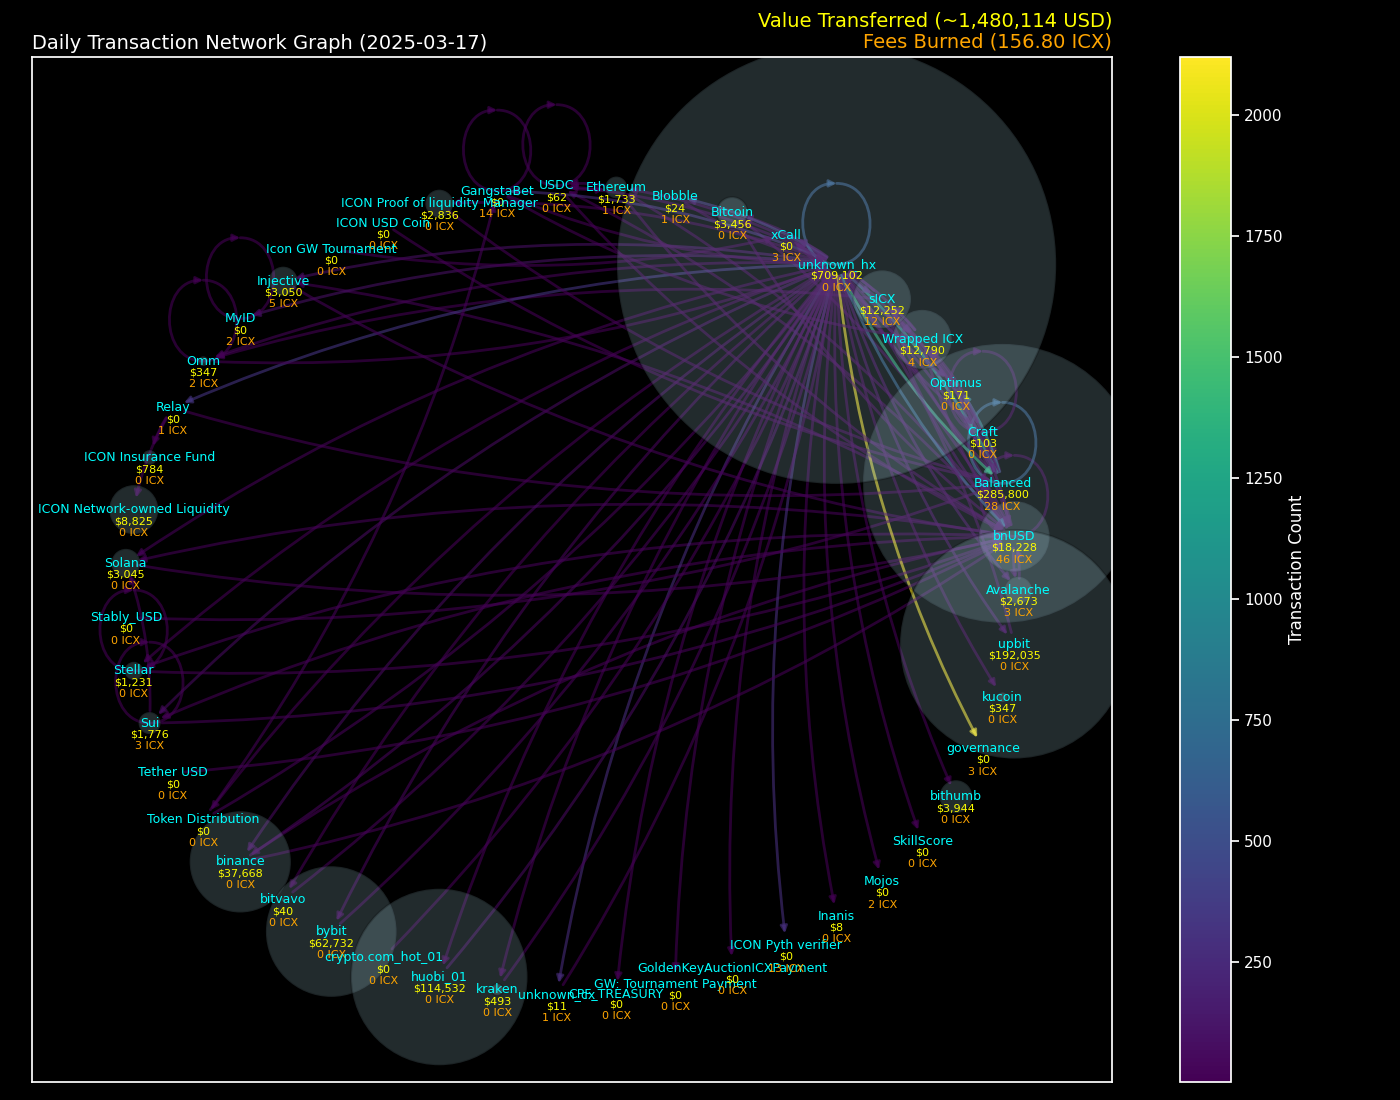 Value Transferred (~1,480,114 USD)
Daily Transaction Network Graph (2025-03-17)
Fees Burned (156.80 ICX)
GangstaBet
$0
14 ICX
USDC
$62
0 ICX
Ethereum
$1,733
1 ICX
Blobble
$24
1 ICX
Bitcoin
$3,456
0 ICX
xCall
$0
3 ICX
unknown_hx
$709,102
0 ICX
sICX
$12,252
12 ICX
Wrapped ICX
$12,790
4 ICX
Optimus
$171
0 ICX
Craft
$103
0 ICX
Balanced
$285,800
28 ICX
bnUSD
$18,228
46 ICX
Avalanche
$2,673
3 ICX
upbit
$192,035
0 ICX
kucoin
$347
0 ICX
governance
$0
3 ICX
bithumb
$3,944
0 ICX
SkillScore
$0
0 ICX
Mojos
$0
2 ICX
Inanis
$8
0 ICX
ICON Pyth verifier
$0
GoldenKeyAuctionICXPayment
$0
0 ICX
GW: Tournament Payment
$0
0 ICX
CPF_TREASURY
$0
0 ICX
unknown_cx
$11
1 ICX
kraken
$493
0 ICX
huobi_01
$114,532
0 ICX
crypto.com_hot_01
$0
0 ICX
bybit
$62,732
0 ICX
bitvavo
$40
0 ICX
binance
$37,668
0 ICX
Token Distribution
$0
0 ICX
Tether USD
$0
0 ICX
Sui
$1,776
3 ICX
Stellar
$1,231
0 ICX
Stably_USD
$0
0 ICX
Solana
$3,045
0 ICX
ICON Network-owned Liquidity
$8,825
0 ICX
ICON Insurance Fund
$784
0 ICX
Relay
$0
1 ICX
Omm
$347
2 ICX
MyID
$0
2 ICX
Injective
$3,050
5 ICX
Icon GW Tournament
$0
0 ICX
ICON USD Coin
$0
0 ICX
ICON Proof of liquidity Manager
$2,836
0 ICX
2000
1750
1500
1250
1000
750
500
250
Transaction Count